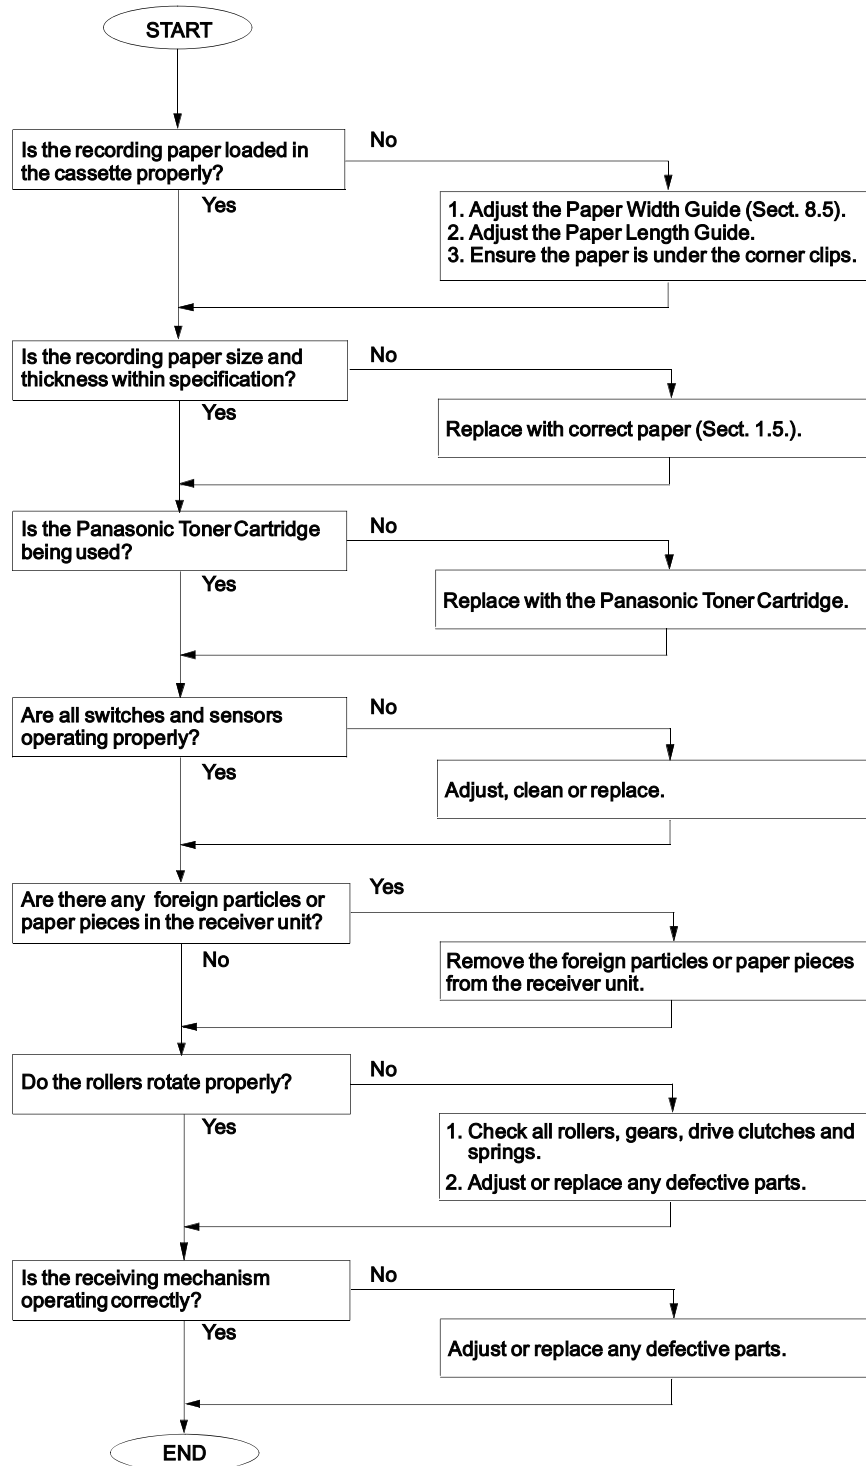 START
Is the recording paper loaded in
the cassette properly?
No
Yes
1. Adjust the Paper Width Guide (Sect. 8.5).
2. Adjust the Paper Length Guide.
3. Ensure the paper is under the corner clips.
Is the recording paper size and
thickness within specification?
No
Yes
Replace with correct paper (Sect. 1.5.).
Is the Panasonic Toner Cartridge
being used?
No
Yes
Replace with the Panasonic Toner Cartridge.
Are all switches and sensors
operating properly?
No
Yes
Adjust, clean or replace.
Are there any foreign particles or
paper pieces in the receiver unit?
Yes
No
Remove the foreign particles or paper pieces
from the receiver unit.
Do the rollers rotate properly?
No
Yes
1. Check all rollers, gears, drive clutches and
springs.
2. Adjust or replace any defective parts.
Is the receiving mechanism
operating correctly?
No
Yes
Adjust or replace any defective parts.
END